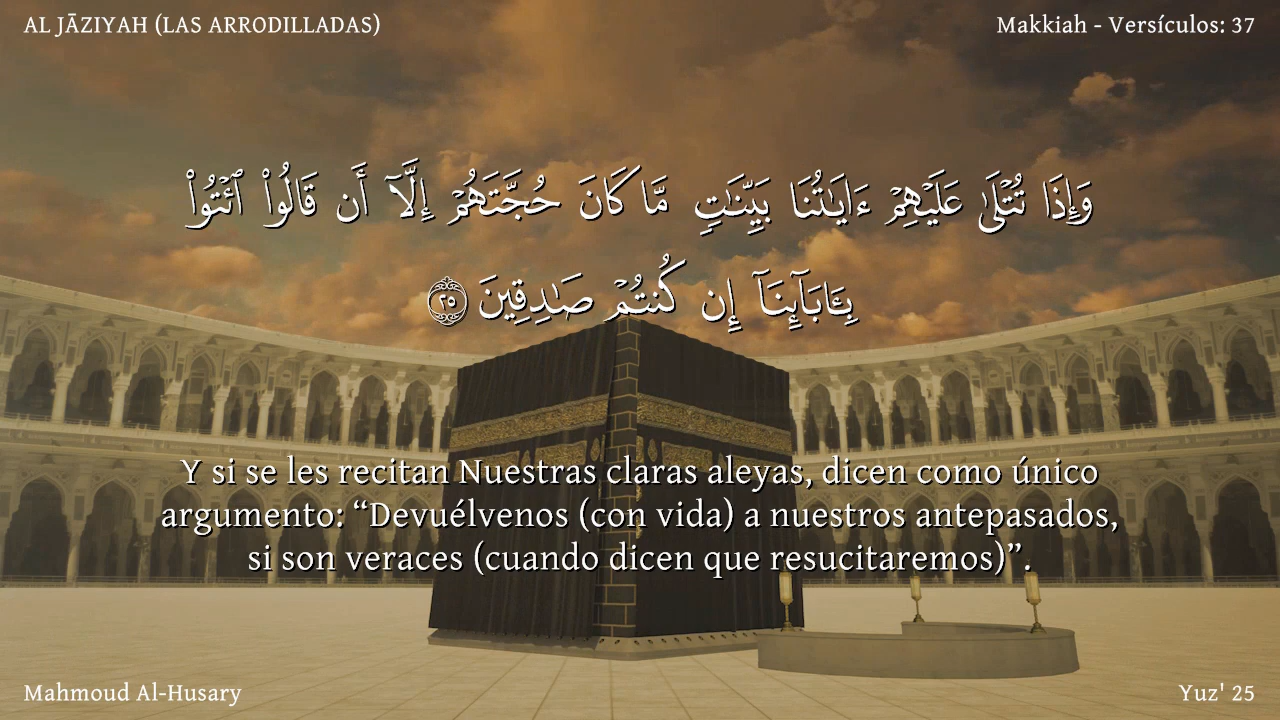 AL JĀZIYAH (LAS ARRODILLADAS)
Makkiah - Versículos: 37
وَإِذَا تُتْلَىٰ عَلَيْهِمْ ءَايَـٰتُنَا بَيِّنَـٰتٍ مَّا كَانَ حُجَّتَهُمْ إِلَّآ أَن قَالُوا۟ ٱئْتُوا۟
بِـَٔابَآئِنَآ إِن كُنتُمْ صَـٰدِقِينَ ٢٥
Y si se les recitan Nuestras claras aleyas, dicen como único
argumento: “Devuélvenos (con vida) a nuestros antepasados,
si son veraces (cuando dicen que resucitaremos)”.
Mahmoud Al-Husary
Yuz' 25